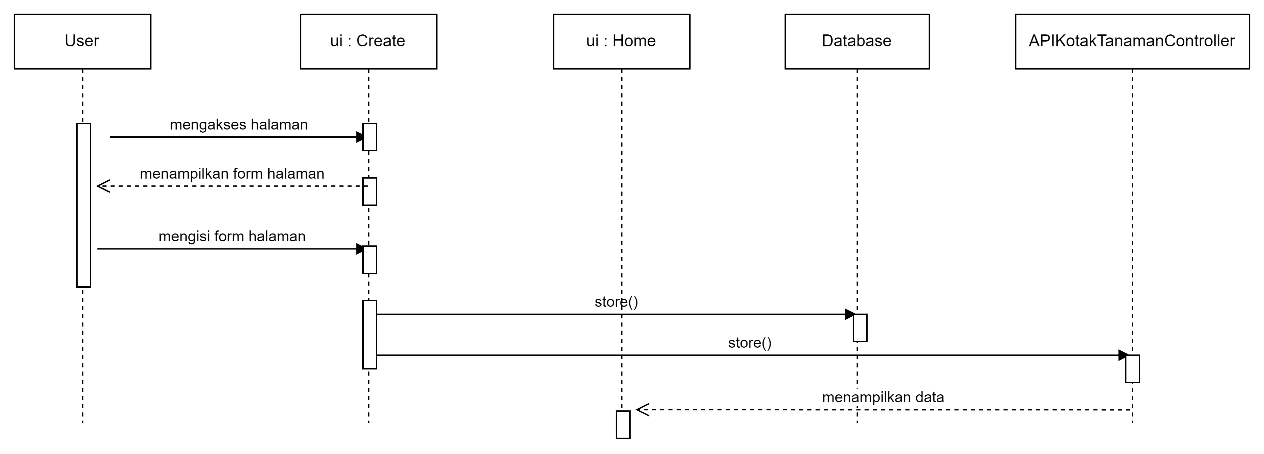 User
ui : Create
ui : Home
Database
APIKotakTanamanController
mengakses halaman
menampilkan form halaman
mengisi form halaman
store()
store()
menampilkan data